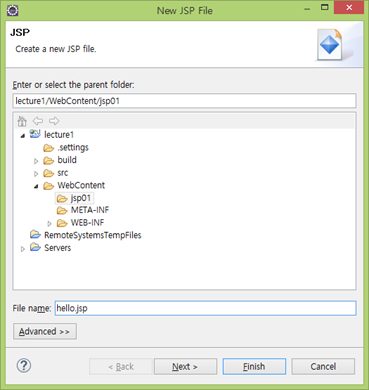 New JSP File
JSP
Create a new JSP file.
Enter or select the parent folder:
lecture1/WebContent/jsp01
lecture1
.settings
build
src
WebContent
jsp01
META-INF
WEB-INF
RemoteSystemsTempFiles
Servers
File name: hello.jsp
Advanced >>
< Back Next > Finish Cancel